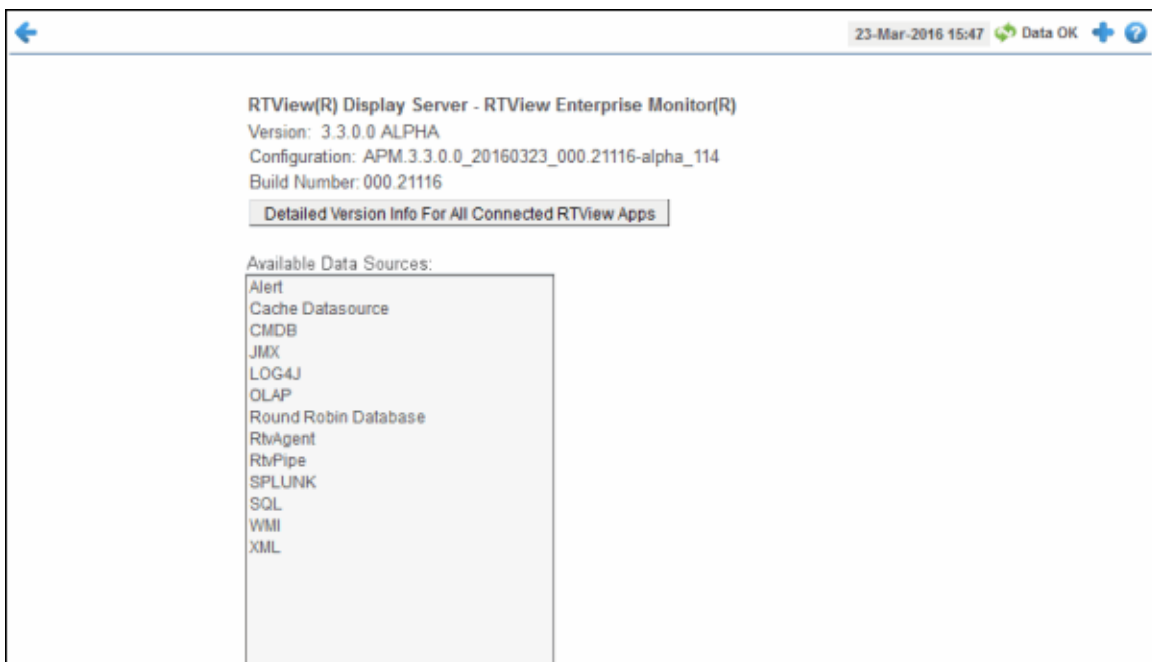 23-Mar-2016 15:47 Data OK
RTView(R) Display Server - RTView Enterprise Monitor(R)
Version: 3.3.0.0 ALPHA
Configuration: APM.3.3.0.0_20160323_000.21116-alpha_114
Build Number: 000.21116
Detailed Version Info For All Connected RTView Apps
Available Data Sources:
Alert
Cache Datasource
CMDB
JMX
LOG4J
OLAP
Round Robin Database
RtvAgent
RtvPipe
SPLUNK
SQL
WMI
XML